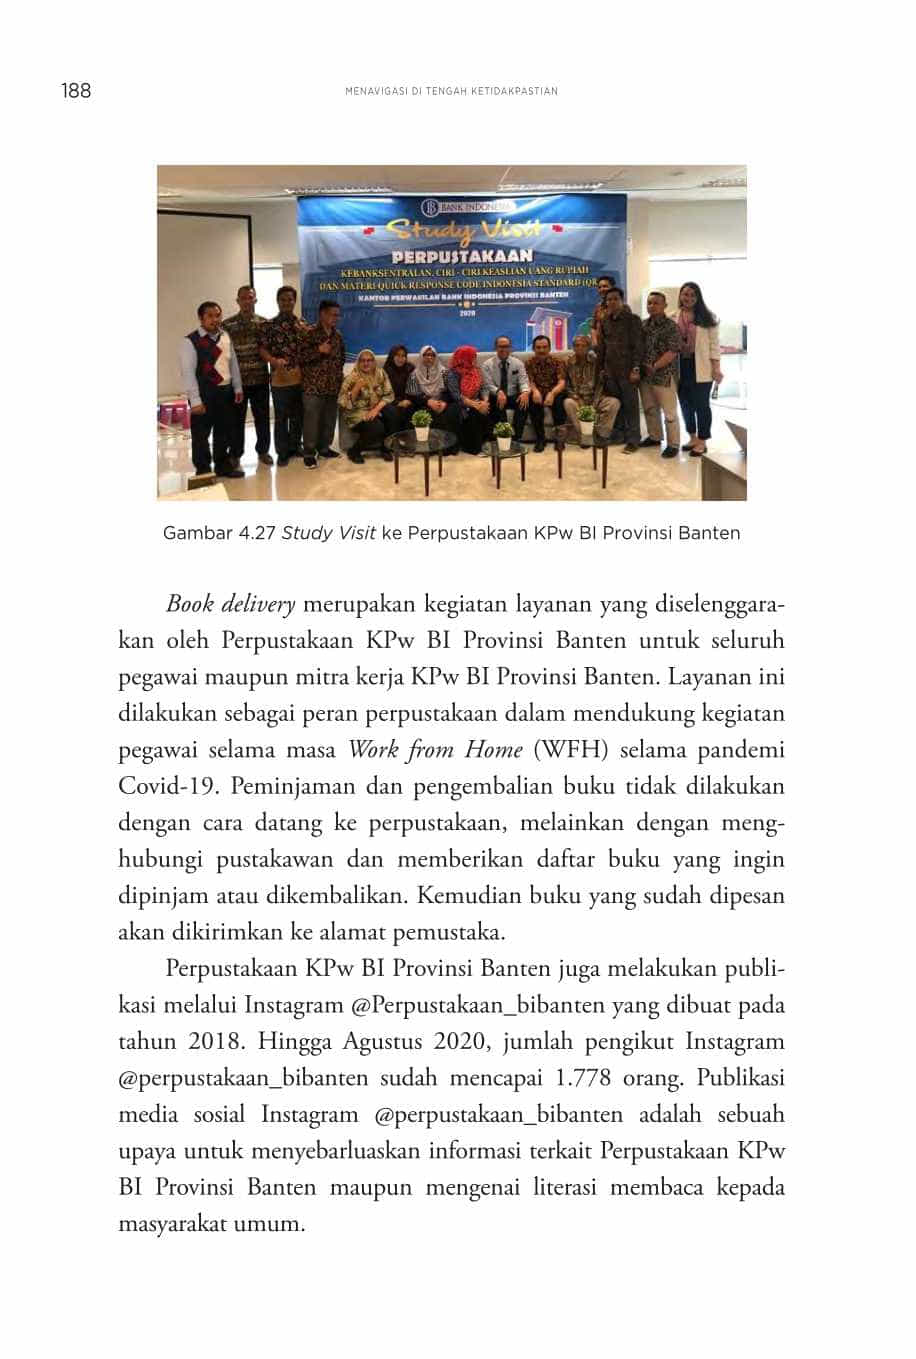 188
MENAVIGASI DI TENGAH KETIDAKPASTIAN
BANK INDONESIA
Study Visit
PERPUSTAKAAN
KEBANKSENTRALAN, CIRI - CIRI KEASLIAN UANG RUPIAH
DAN MATERI QUICK RESPONSE CODE INDONESIA STANDARD (QR
KANTOR PERWAKILAN BANK INDONESIA PROVINSI BANTEN
2020
Gambar 4.27 Study Visit ke Perpustakaan KPw BI Provinsi Banten
Book delivery merupakan kegiatan layanan yang diselenggara-
kan oleh Perpustakaan KPw BI Provinsi Banten untuk seluruh
pegawai maupun mitra kerja KPw BI Provinsi Banten. Layanan ini
dilakukan sebagai peran perpustakaan dalam mendukung kegiatan
pegawai selama masa Work from Home (WFH) selama pandemi
Covid-19. Peminjaman dan pengembalian buku tidak dilakukan
dengan cara datang ke perpustakaan, melainkan dengan meng-
hubungi pustakawan dan memberikan daftar buku yang ingin
dipinjam atau dikembalikan. Kemudian buku yang sudah dipesan
akan dikirimkan ke alamat pemustaka.
Perpustakaan KPw BI Provinsi Banten juga melakukan publi-
kasi melalui Instagram @Perpustakaan_bibanten yang dibuat pada
tahun 2018. Hingga Agustus 2020, jumlah pengikut Instagram
@perpustakaan_bibanten sudah mencapai 1.778 orang. Publikasi
media sosial Instagram @perpustakaan_bibanten adalah sebuah
upaya untuk menyebarluaskan informasi terkait Perpustakaan KPw
BI Provinsi Banten maupun mengenai literasi membaca kepada
masyarakat umum.